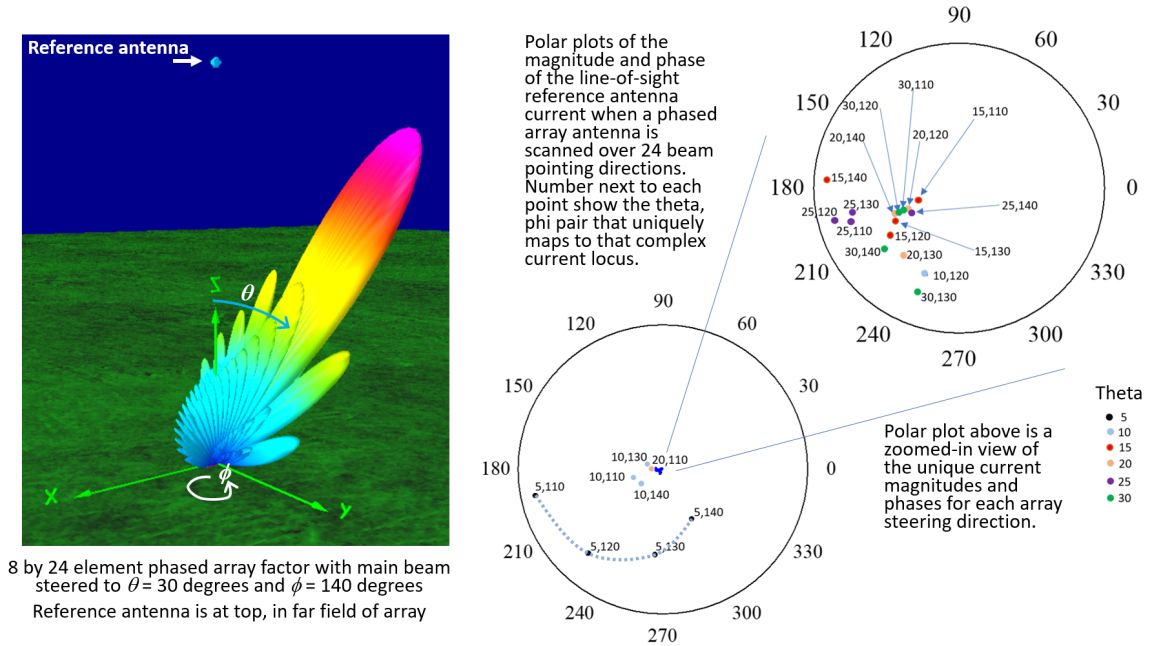 Reference antenna
Z
θ
ϕ
X
y
8 by 24 element phased array factor with main beam
steered to θ = 30 degrees and ϕ = 140 degrees
Reference antenna is at top, in far field of array
Polar plots of the
magnitude and phase
of the line-of-sight
reference antenna
current when a phased
array antenna is
scanned over 24 beam
pointing directions.
Number next to each
point show the theta,
phi pair that uniquely
maps to that complex
current locus.
90
120
60
150
30
180
0
210
330
240
300
270
30,110
30,120
15,110
20,140
20,120
15,140
25,130
25,120
25,110
25,140
15,120
15,130
30,140
20,130
10,120
30,130
90
120
60
150
30
180
0
210
330
240
300
270
10,130
20,110
10,110
10,140
5,110
5,140
5,120
5,130
Polar plot above is a
zoomed-in view of
the unique current
magnitudes and
phases for each array
steering direction.
Theta
5
10
15
20
25
30